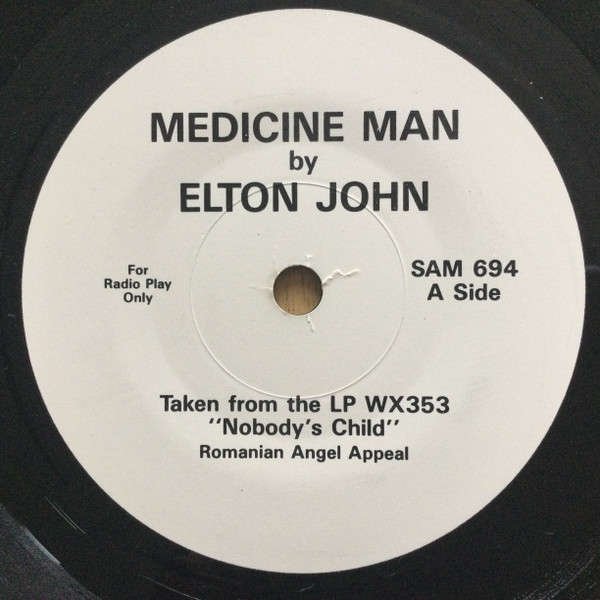 MEDICINE MAN
by
ELTON JOHN
For
Radio Play
Only
SAM 694
A Side
Taken from the LP WX353
"Nobody's Child"
Romanian Angel Appeal